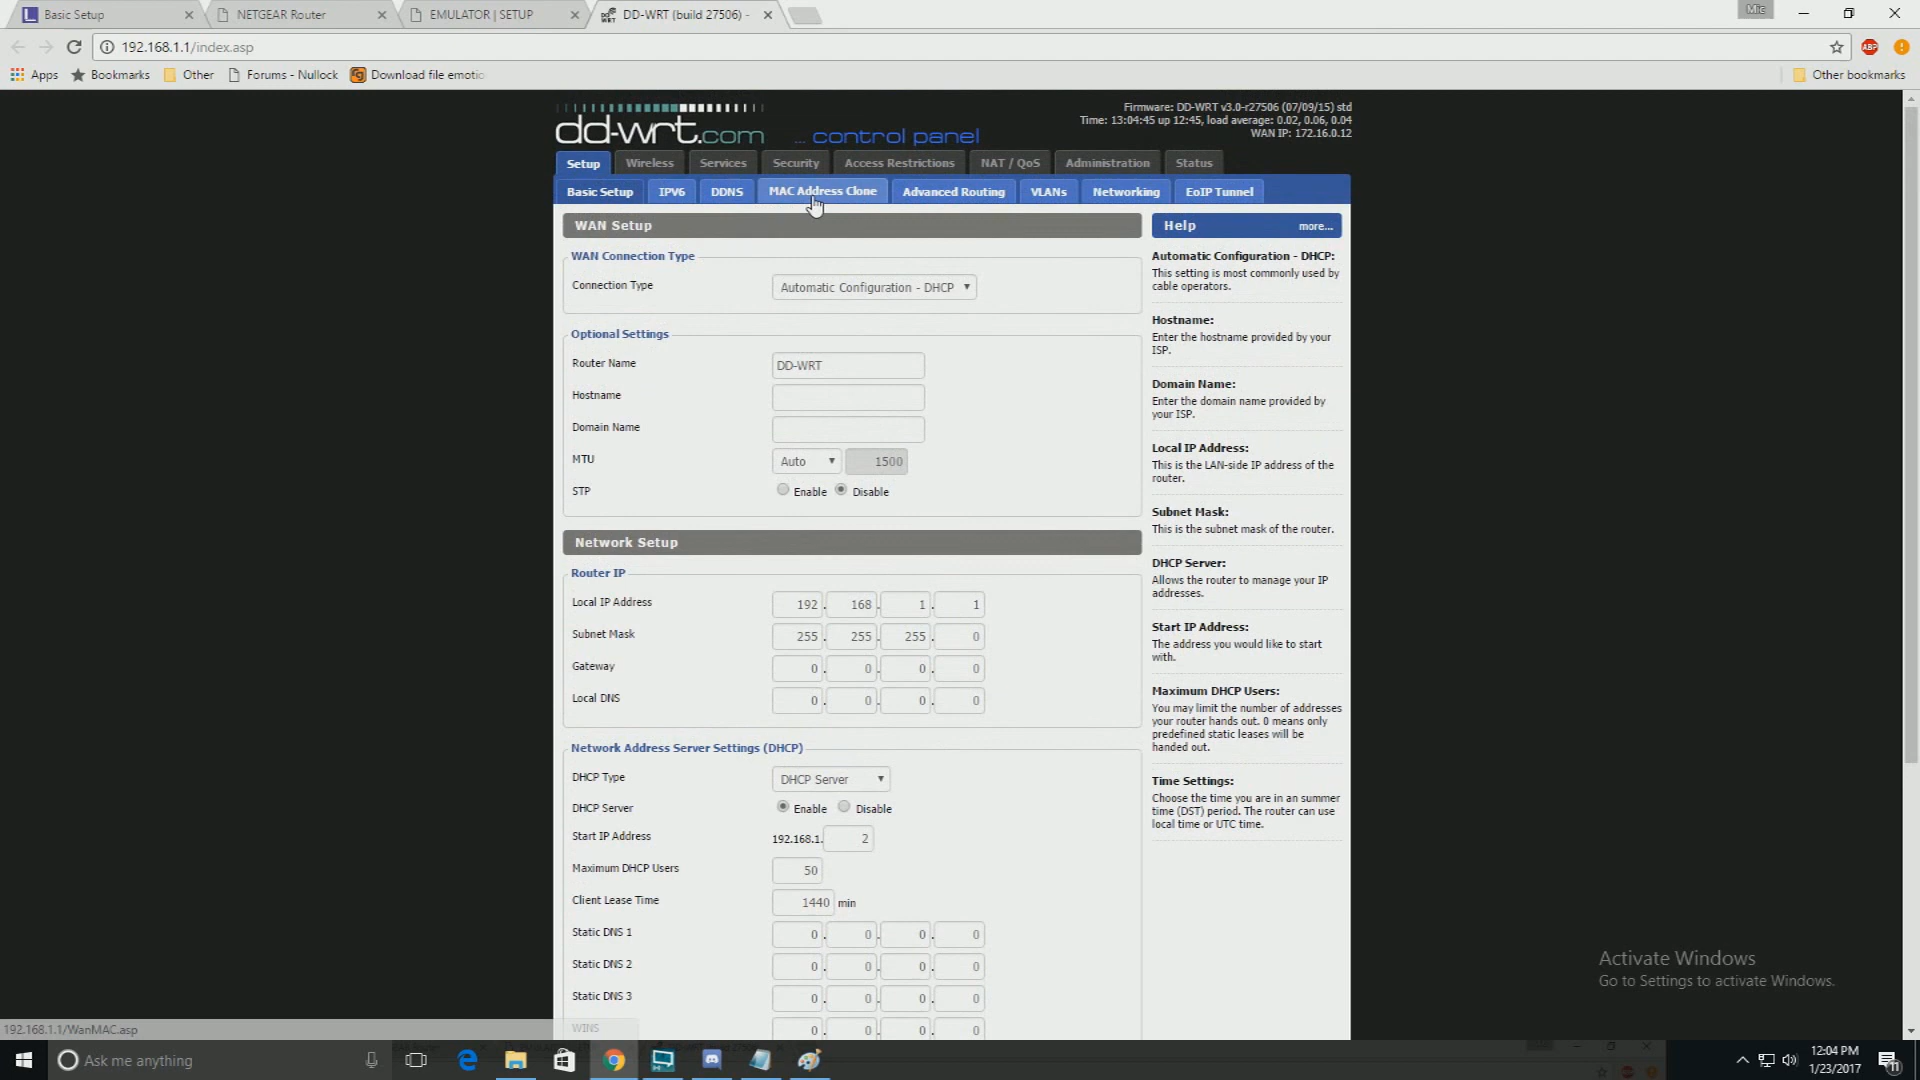 Basic Setup
NETGEAR Router
EMULATOR | SETUP
DD-WRT (build 27506) -
Mic
192.168.1.1/index.asp
ABP
Apps
Bookmarks
Other
Forums - Nullock
Download file emotic
Other bookmarks
dd-wrt.com
... control panel
Firmware: DD-WRT v3.0-r27506 (07/09/15) std
Time: 13:04:45 up 12:45, load average: 0.02, 0.06, 0.04
WAN IP: 172.16.0.12
Setup
Wireless
Services
Security
Access Restrictions
NAT / QoS
Administration
Status
Basic Setup
IPV6
DDNS
MAC Address Clone
Advanced Routing
VLANs
Networking
EoIP Tunnel
WAN Setup
WAN Connection Type
Connection Type
Automatic Configuration - DHCP
Optional Settings
Router Name
DD-WRT
Hostname
Domain Name
MTU
Auto
1500
STP
Enable
Disable
Network Setup
Router IP
Local IP Address
192. 168. 1. 1
Subnet Mask
255. 255. 255. 0
Gateway
0. 0. 0. 0
Local DNS
0. 0. 0. 0
Network Address Server Settings (DHCP)
DHCP Type
DHCP Server
DHCP Server
Enable
Disable
Start IP Address
192.168.1. 2
Maximum DHCP Users
50
Client Lease Time
1440 min
Static DNS 1
0. 0. 0. 0
Static DNS 2
0. 0. 0. 0
Static DNS 3
0. 0. 0. 0
WINS
0. 0. 0. 0
Help
more...
Automatic Configuration - DHCP:
This setting is most commonly used by
cable operators.
Hostname:
Enter the hostname provided by your
ISP.
Domain Name:
Enter the domain name provided by
your ISP.
Local IP Address:
This is the LAN-side IP address of the
router.
Subnet Mask:
This is the subnet mask of the router.
DHCP Server:
Allows the router to manage your IP
addresses.
Start IP Address:
The address you would like to start
with.
Maximum DHCP Users:
You may limit the number of addresses
your router hands out. 0 means only
predefined static leases will be
handed out.
Time Settings:
Choose the time you are in an summer
time (DST) period. The router can use
local time or UTC time.
Activate Windows
Go to Settings to activate Windows.
192.168.1.1/WanMAC.asp
Ask me anything
12:04 PM
1/23/2017
11